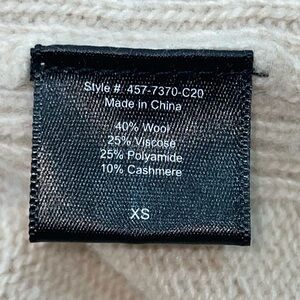 Style # 457-7370-C20
Made in China
40% Wool
25% Viscose
25% Polyamide
10% Cashmere
XS